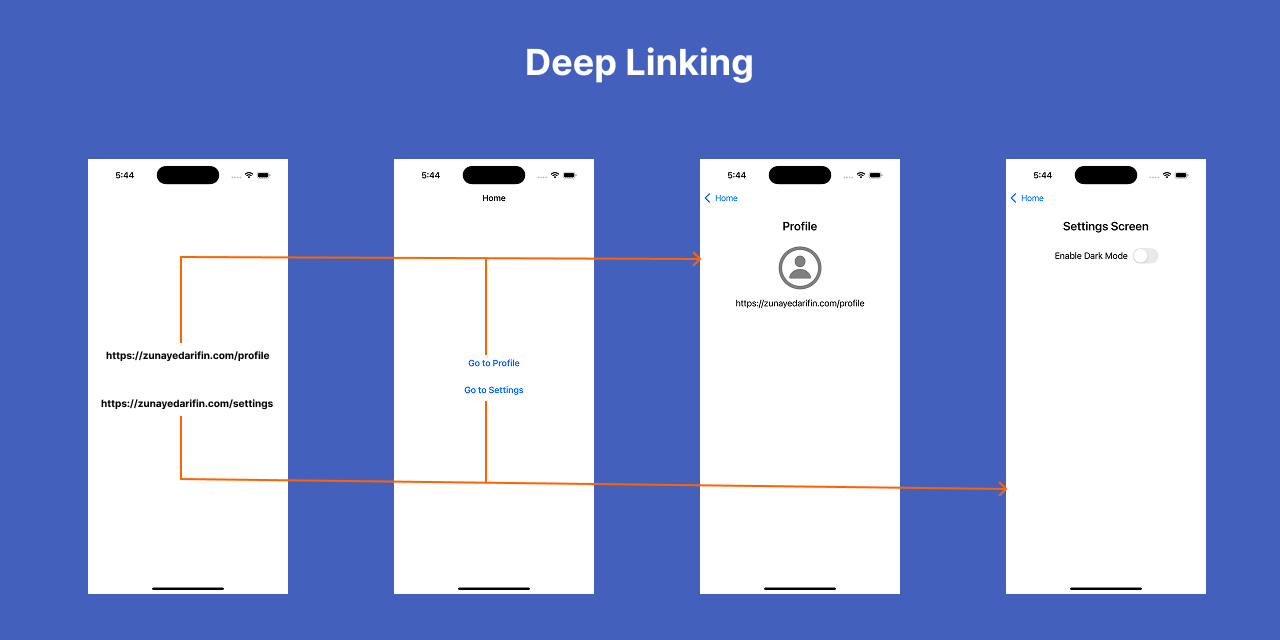 Deep Linking
5:44
https://zunayedarifin.com/profile
https://zunayedarifin.com/settings
5:44
Home
Go to Profile
Go to Settings
5:44
Home
Profile
https://zunayedarifin.com/profile
5:44
Home
Settings Screen
Enable Dark Mode